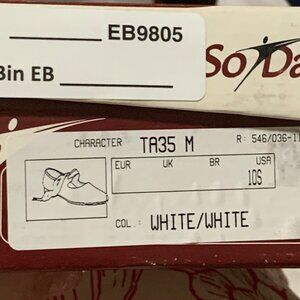 EB9805
Bin EB
So Da
CHARACTER TA35 M R: 546/036-11
EUR UK BR USA
10S
COL.: WHITE/WHITE